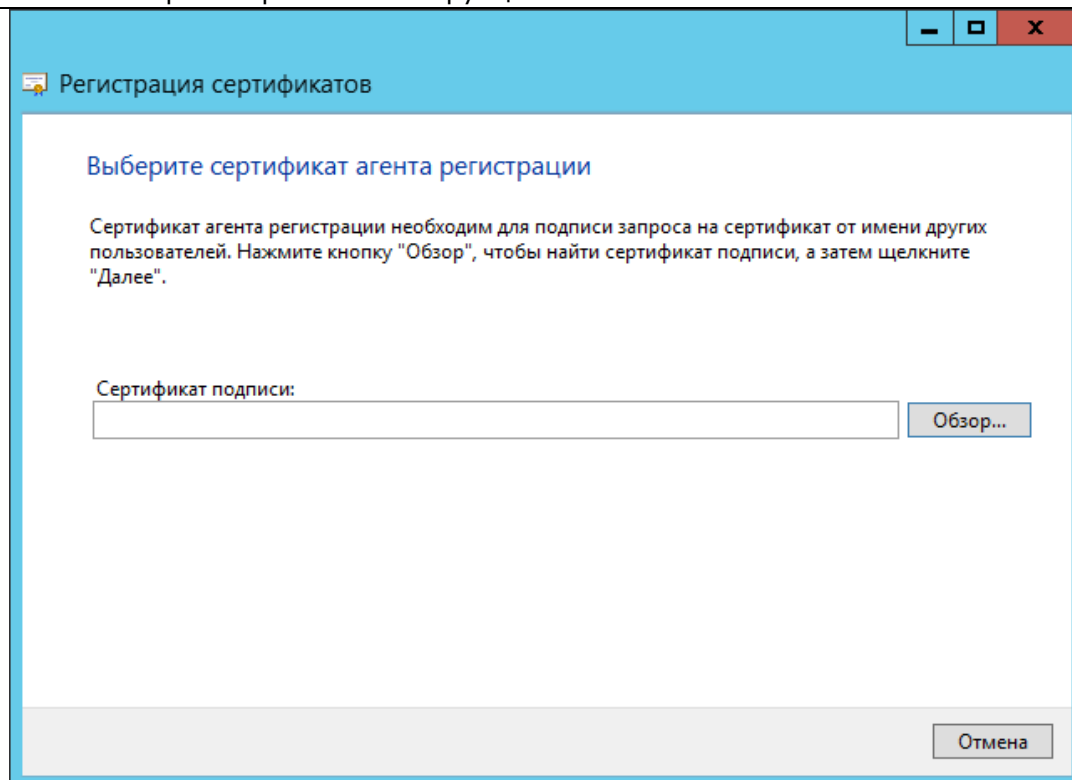 Регистрация сертификатов
Выберите сертификат агента регистрации
Сертификат агента регистрации необходим для подписи запроса на сертификат от имени других
пользователей. Нажмите кнопку "Обзор", чтобы найти сертификат подписи, а затем щелкните
"Далее".
Сертификат подписи:
Обзор...
Отмена